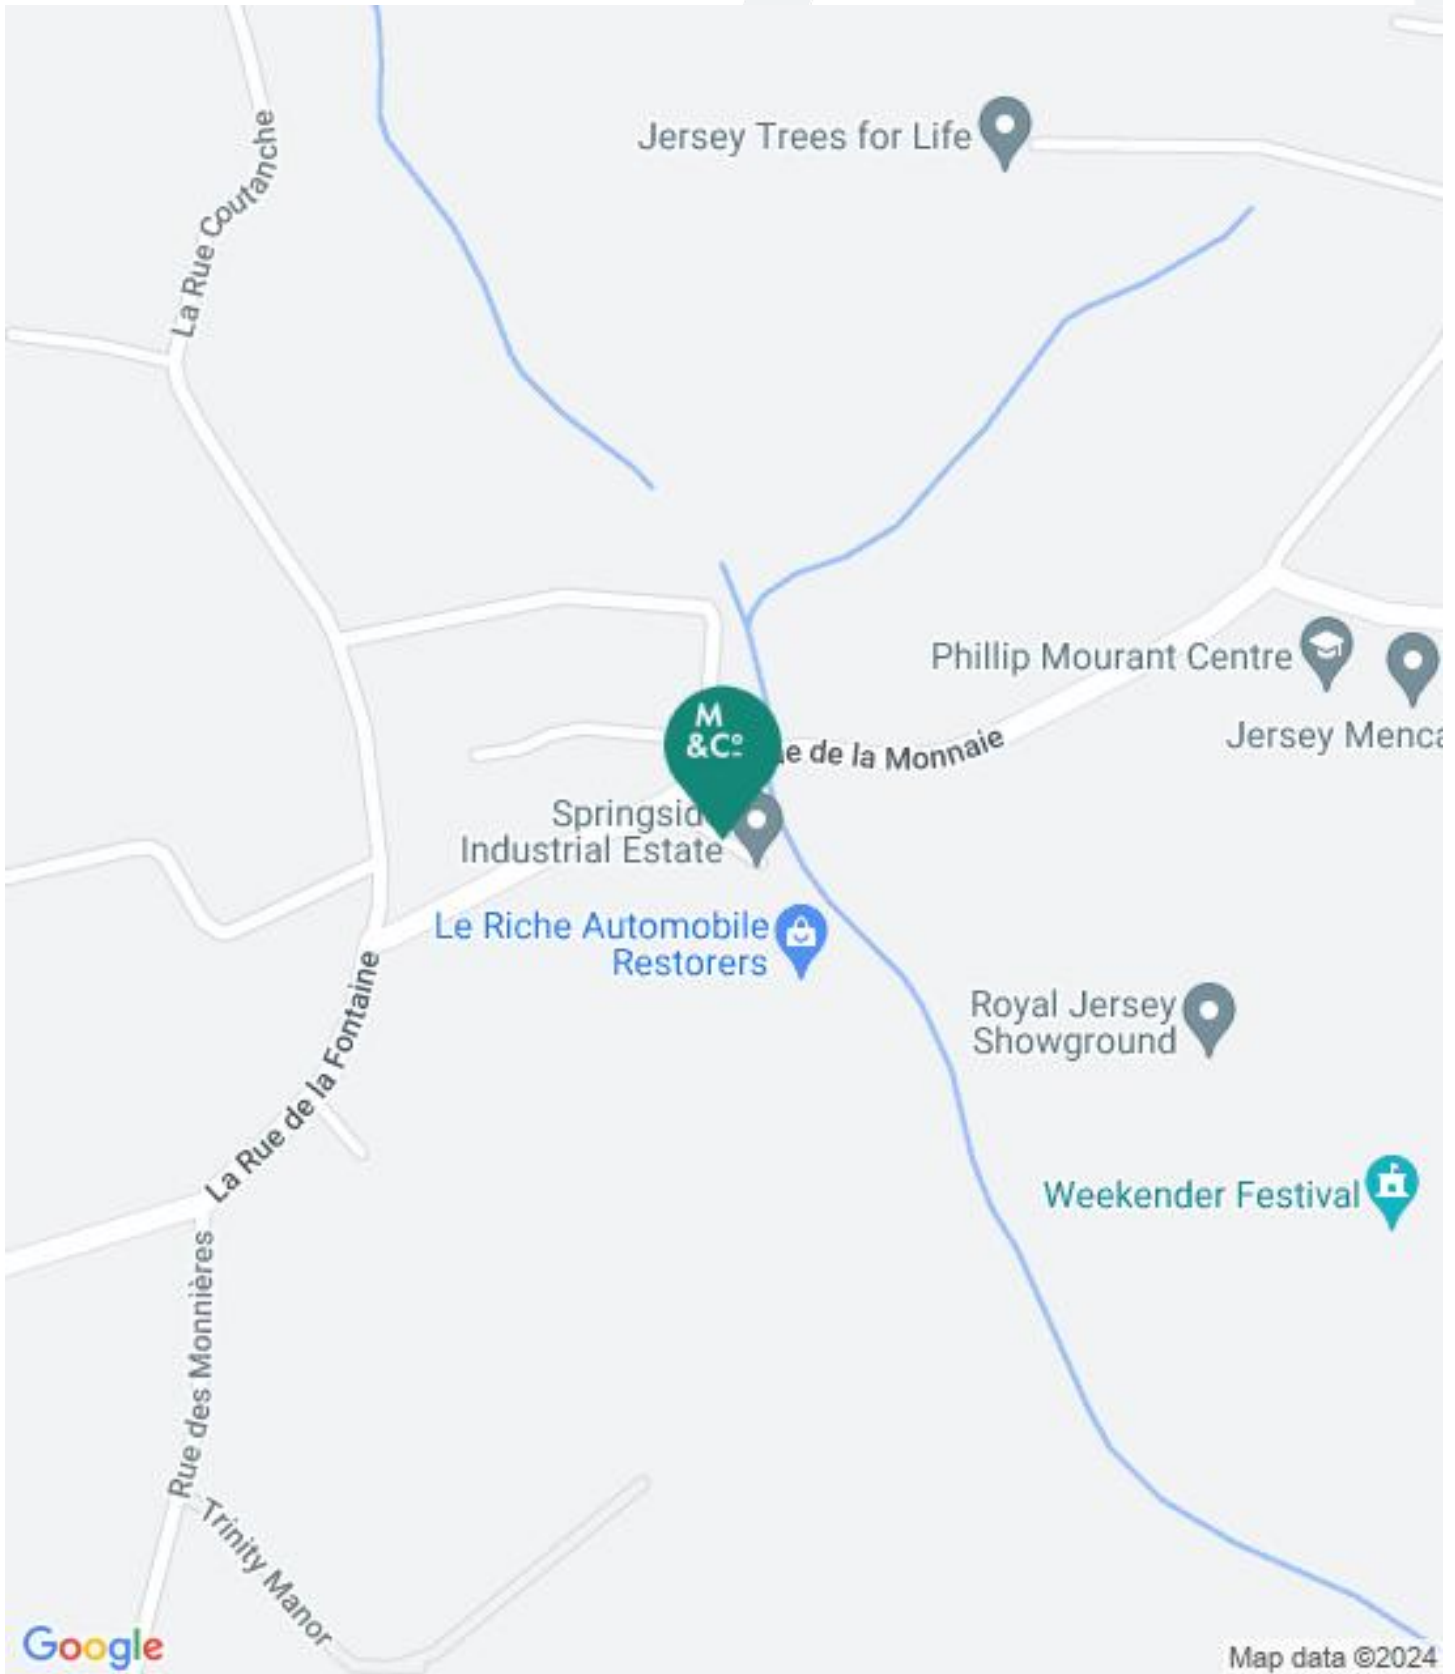 Jersey Trees for Life
La Rue Coutanche
Phillip Mourant Centre
M
&Cº
de la Monnaie
Jersey Menca
Springsid
Industrial Estate
Le Riche Automobile
Restorers
La Rue de la Fontaine
Royal Jersey
Showground
Weekender Festival
Rue des Monnières
Trinity Manor
Google
Map data ©2024